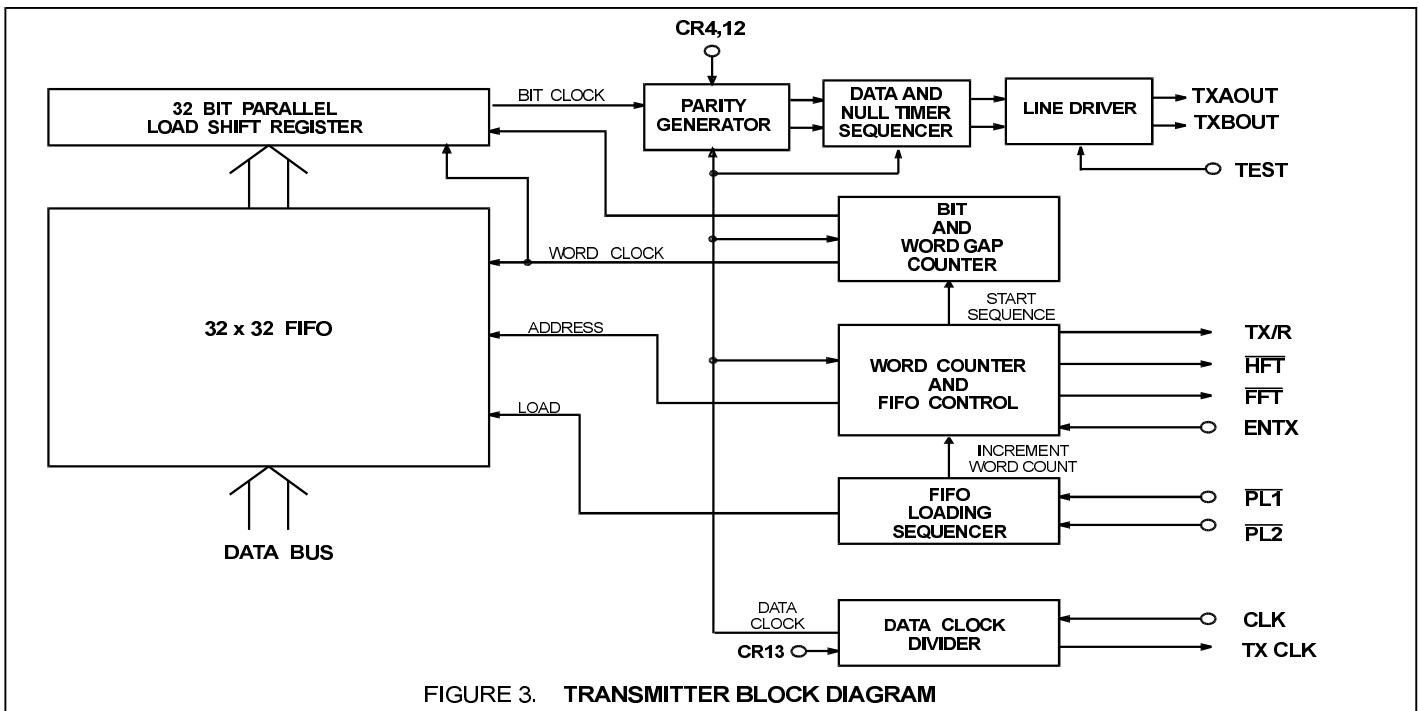 CR4,12
32 BIT PARALLEL
LOAD SHIFT REGISTER
BIT CLOCK
PARITY
GENERATOR
DATA AND
NULL TIMER
SEQUENCER
LINE DRIVER
TXAOUT
TXBOUT
TEST
BIT
AND
WORD GAP
COUNTER
WORD CLOCK
START
SEQUENCE
32 x 32 FIFO
ADDRESS
WORD COUNTER
AND
FIFO CONTROL
TX/R
HFT
FFT
ENTX
LOAD
INCREMENT
WORD COUNT
FIFO
LOADING
SEQUENCER
PL1
PL2
DATA BUS
DATA
CLOCK
CR13
DATA CLOCK
DIVIDER
CLK
TX CLK
FIGURE 3. TRANSMITTER BLOCK DIAGRAM